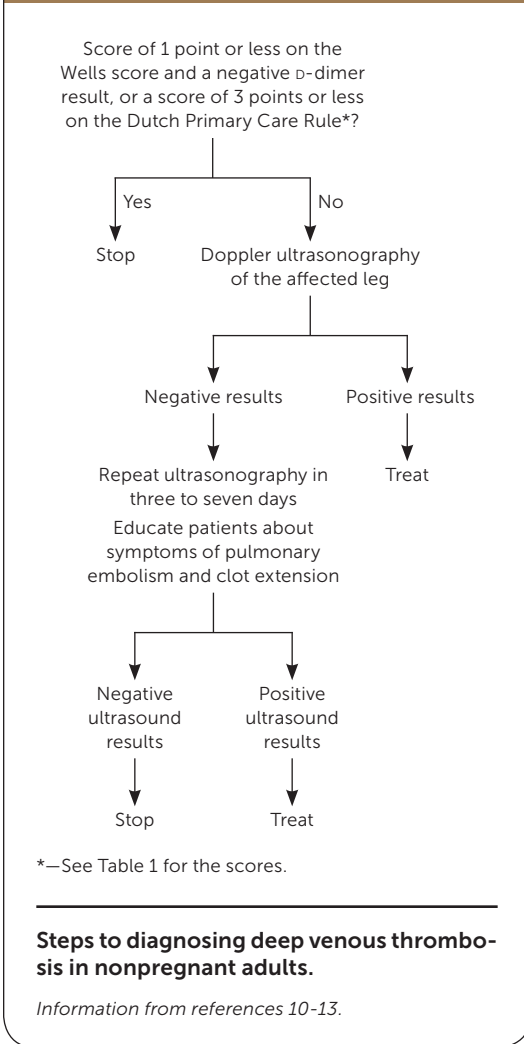 Score of 1 point or less on the
Wells score and a negative D-dimer
result, or a score of 3 points or less
on the Dutch Primary Care Rule*?
Yes
No
Stop
Doppler ultrasonography
of the affected leg
Negative results
Positive results
Repeat ultrasonography in
three to seven days
Treat
Educate patients about
symptoms of pulmonary
embolism and clot extension
Negative
ultrasound
results
Positive
ultrasound
results
Stop
Treat
*—See Table 1 for the scores.
Steps to diagnosing deep venous thrombo-
sis in nonpregnant adults.
Information from references 10-13.